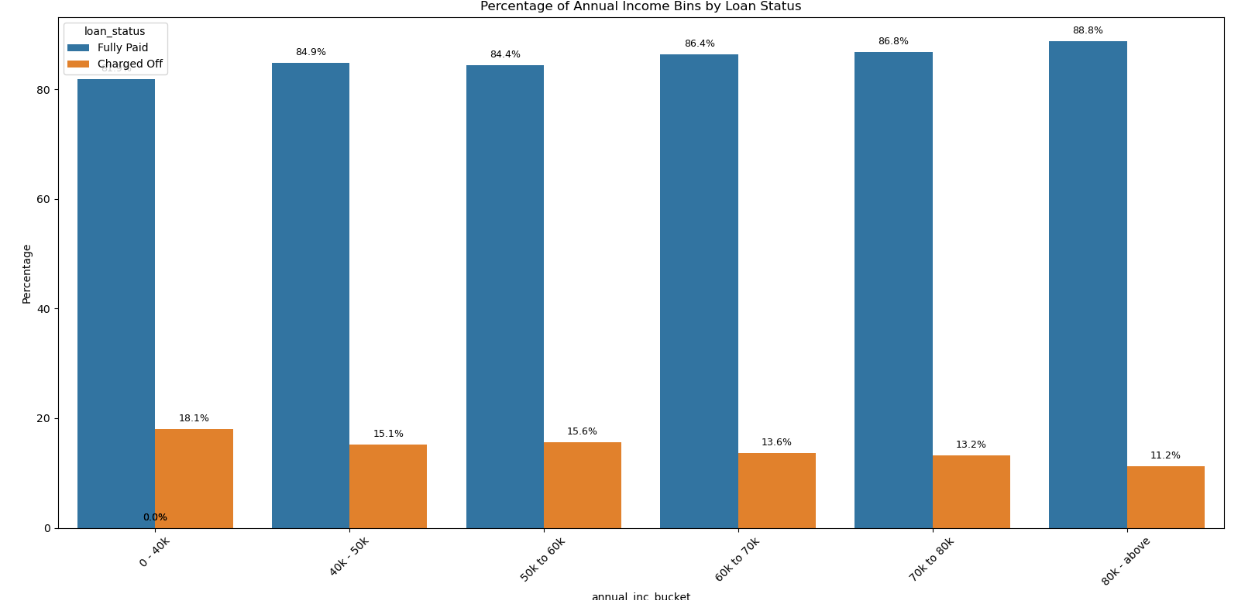 Percentage of Annual Income Bins by Loan Status
loan_status
Fully Paid
Charged Off
84.9%
84.4%
86.4%
86.8%
88.8%
18.1%
15.1%
15.6%
13.6%
13.2%
11.2%
0.0%
Percentage
80
60
40
20
0
0 - 40k
40k - 50k
50k to 60k
60k to 70k
70k to 80k
80k - above
annual_inc_bucket